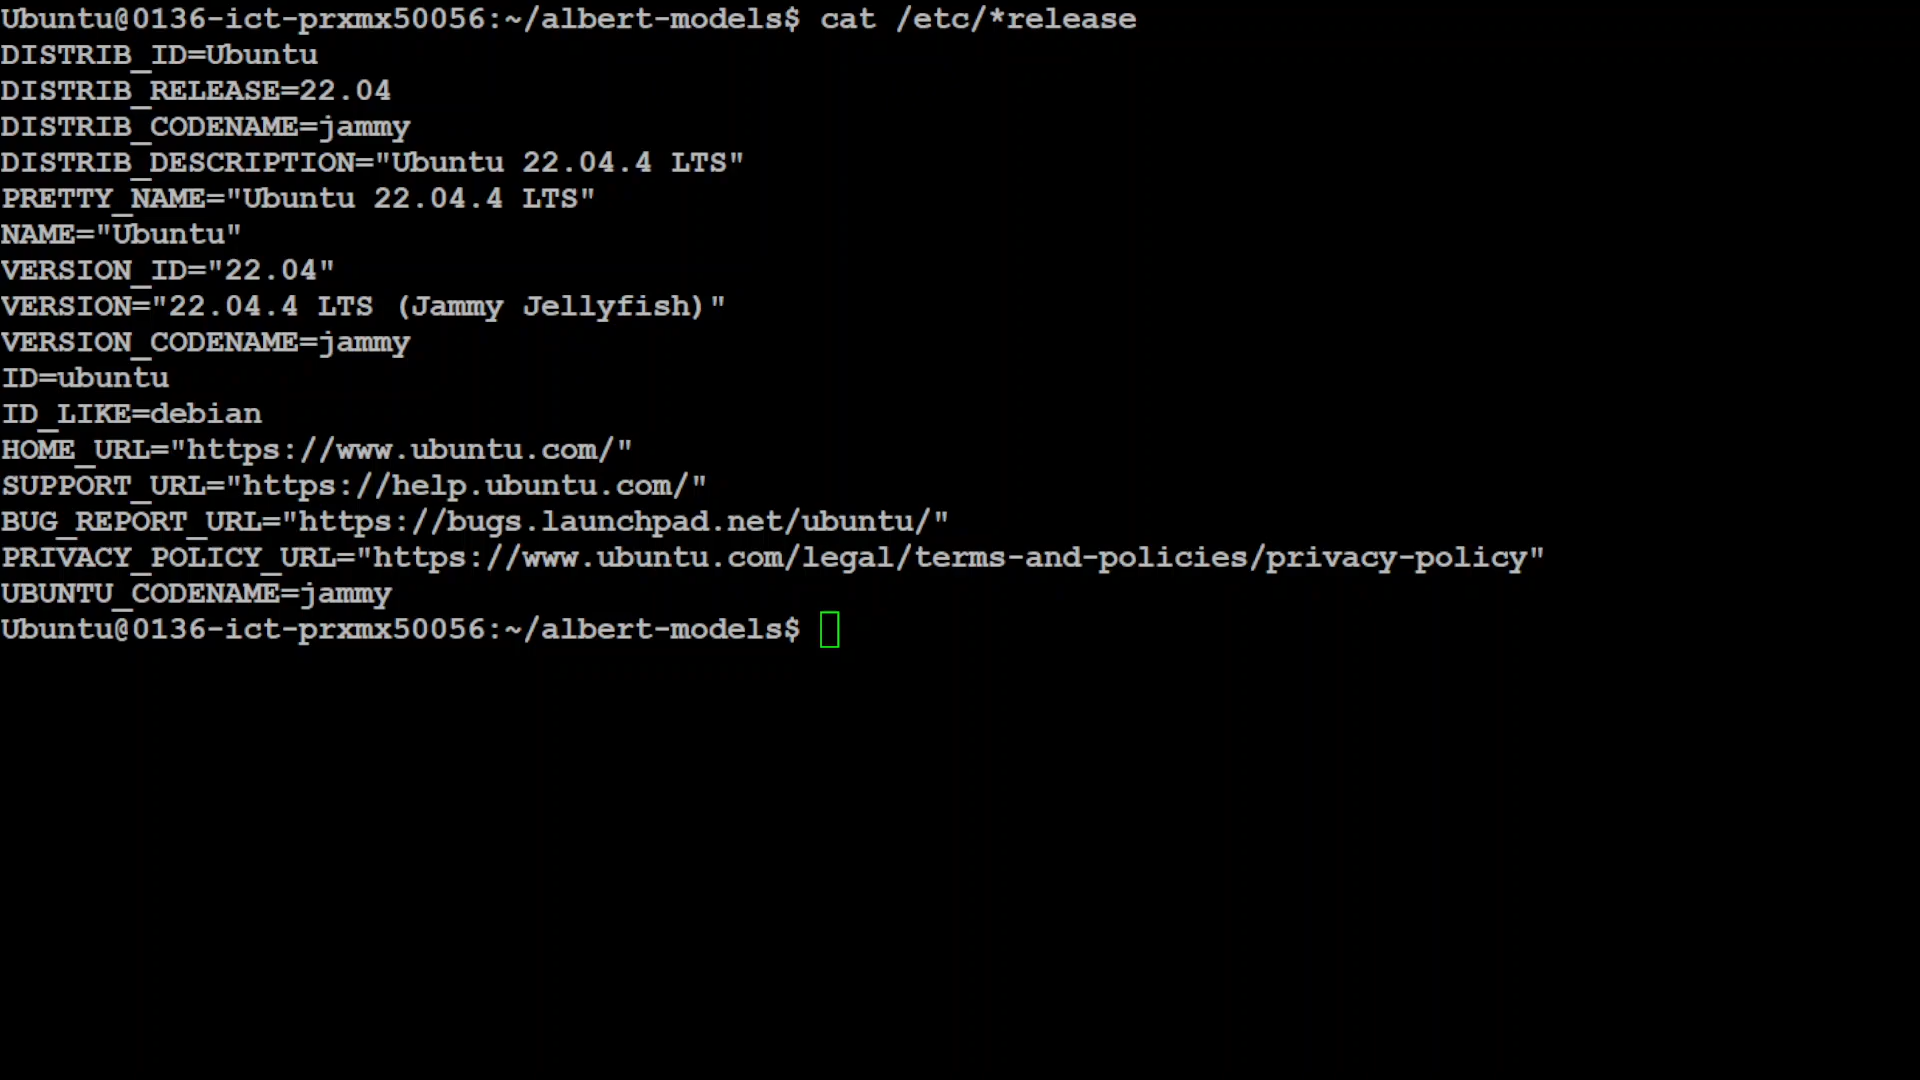 Ubuntu@0136-ict-prxmx50056:~/albert-models$ cat /etc/*release
DISTRIB_ID=Ubuntu
DISTRIB_RELEASE=22.04
DISTRIB_CODENAME=jammy
DISTRIB_DESCRIPTION="Ubuntu 22.04.4 LTS"
PRETTY_NAME="Ubuntu 22.04.4 LTS"
NAME="Ubuntu"
VERSION_ID="22.04"
VERSION="22.04.4 LTS (Jammy Jellyfish)"
VERSION_CODENAME=jammy
ID=ubuntu
ID_LIKE=debian
HOME_URL="https://www.ubuntu.com/"
SUPPORT_URL="https://help.ubuntu.com/"
BUG_REPORT_URL="https://bugs.launchpad.net/ubuntu/"
PRIVACY_POLICY_URL="https://www.ubuntu.com/legal/terms-and-policies/privacy-policy"
UBUNTU_CODENAME=jammy
Ubuntu@0136-ict-prxmx50056:~/albert-models$